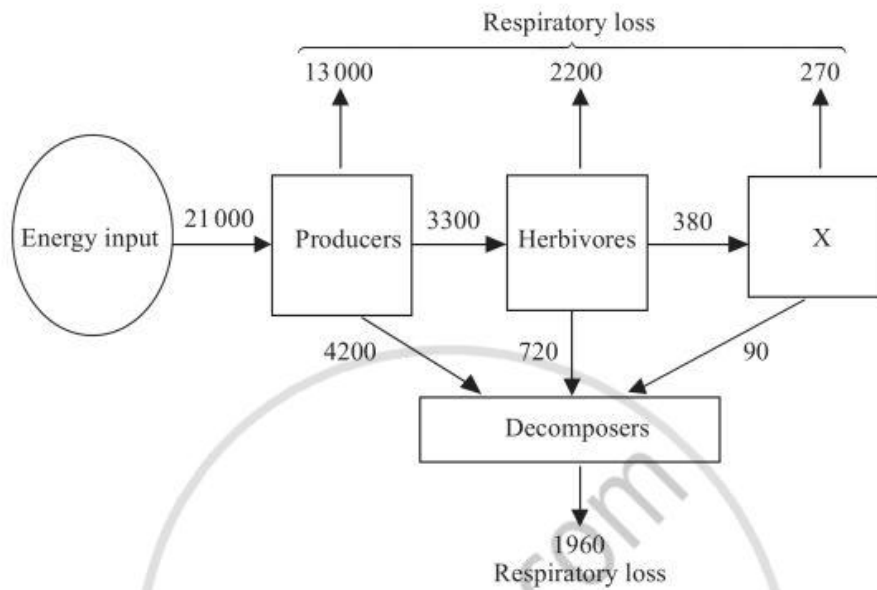 Respiratory loss
13 000 2200 270
21 000 3300 380
Energy input Producers Herbivores X
4200 720 90
Decomposers
om
1960
Respiratory loss